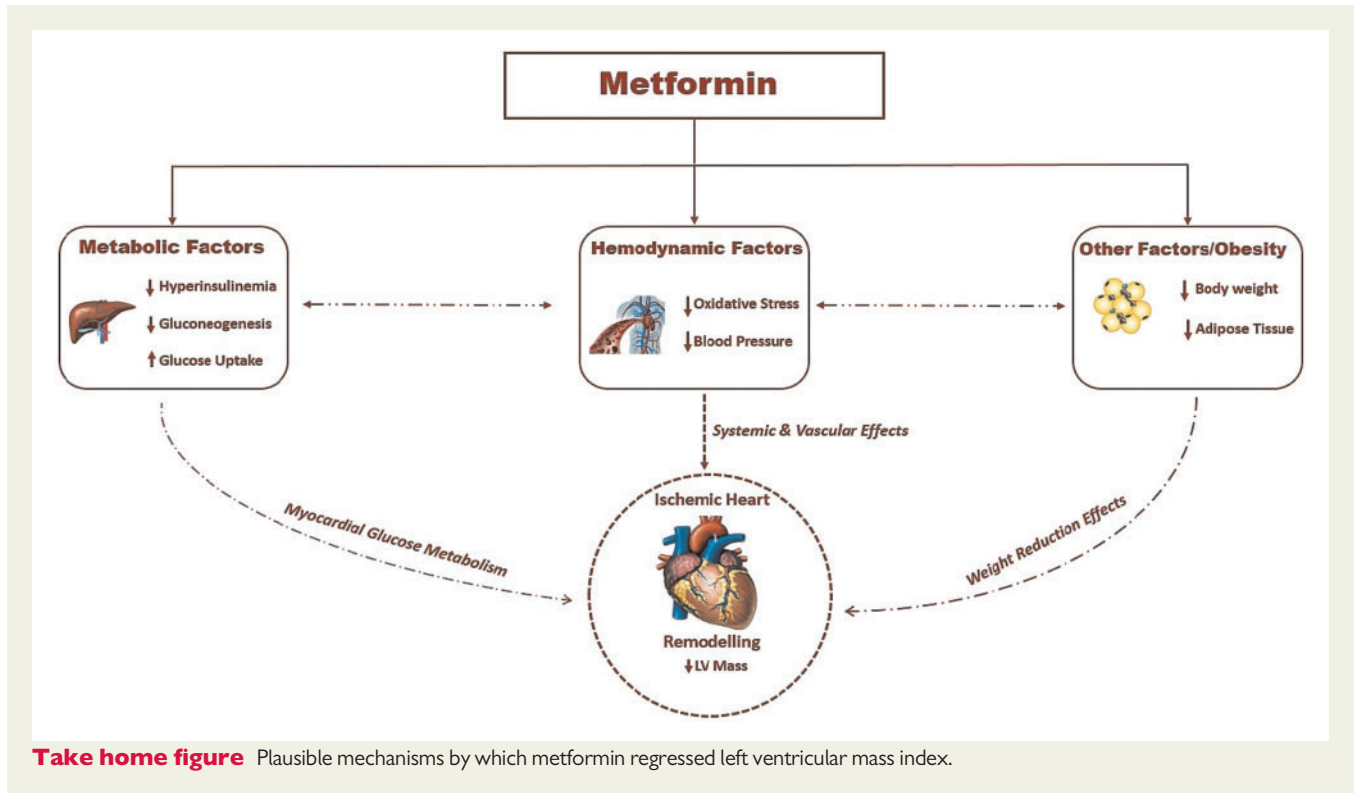 Metformin
Metabolic Factors
↓ Hyperinsulinemia
↓ Gluconeogenesis
↑ Glucose Uptake
Hemodynamic Factors
↓ Oxidative Stress
↓ Blood Pressure
Other Factors/Obesity
↓ Body weight
↓ Adipose Tissue
Systemic & Vascular Effects
Myocardial Glucose Metabolism
Weight Reduction Effects
Ischemic Heart
Remodelling
↓ LV Mass
Take home figure Plausible mechanisms by which metformin regressed left ventricular mass index.